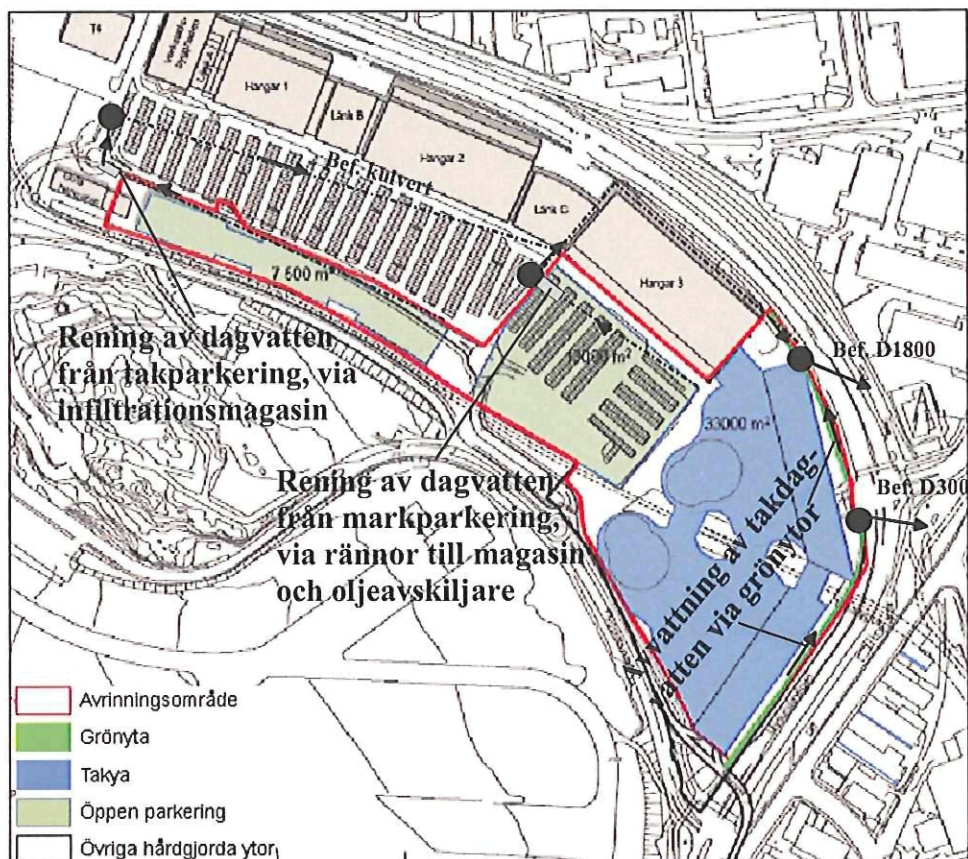 T4
Hangar 1
Länk B
Hangar 2
Bef. kulvert
Länk C
Hangar 3
7 500 m²
Rening av dagvatten
från takparkering, via
infiltrationsmagasin
Bef. D1800
33000 m²
Bef. D300
Rening av dagvatten
från markparkering,
via rännor till magasin
och oljeavskiljare
Avvattning av takdag-
vatten via grönytor
Avrinningsområde
Grönyta
Takya
Öppen parkering
Övriga hårdgjorda ytor